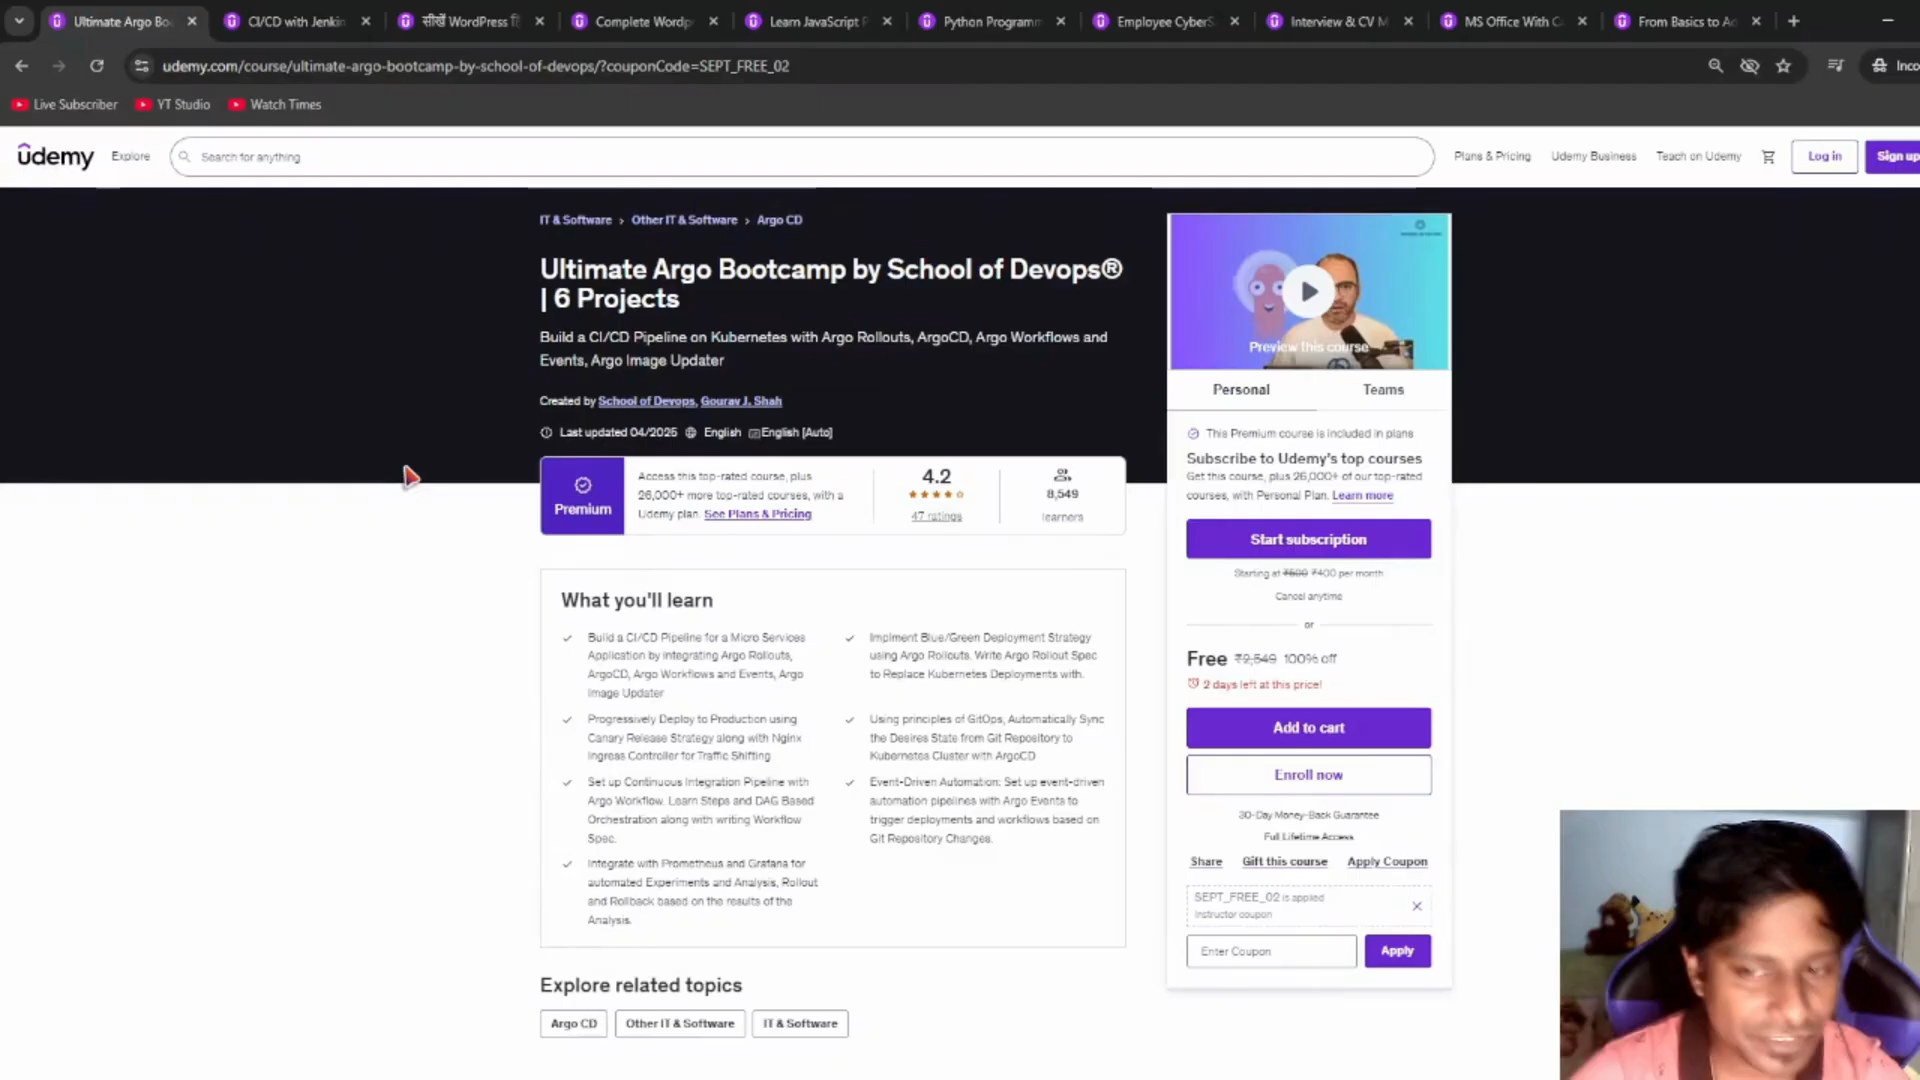 Ultimate Argo Bo
CI/CD with Jenkin
सीखें WordPress
Complete Wordp
Learn JavaScript P
Python Programm
Employee CyberS
Interview & CV M
MS Office With C
From Basics to Ac
udemy.com/course/ultimate-argo-bootcamp-by-school-of-devops/?couponCode=SEPT_FREE_02
Inco
Live Subscriber
YT Studio
Watch Times
ûdemy
Explore
Search for anything
Plans & Pricing
Udemy Business
Teach on Udemy
Log in
Sign up
IT & Software > Other IT & Software > Argo CD
Ultimate Argo Bootcamp by School of Devops®
| 6 Projects
Build a CI/CD Pipeline on Kubernetes with Argo Rollouts, ArgoCD, Argo Workflows and
Events, Argo Image Updater
Created by School of Devops, Gourav J. Shah
Last updated 04/2025 English English [Auto]
Premium
Access this top-rated course, plus
26,000+ more top-rated courses, with a
Udemy plan. See Plans & Pricing
4.2
47 ratings
8,549
learners
What you'll learn
Build a CI/CD Pipeline for a Micro Services
Application by integrating Argo Rollouts,
ArgoCD, Argo Workflows and Events, Argo
Image Updater
Progressively Deploy to Production using
Canary Release Strategy along with Nginx
Ingress Controller for Traffic Shifting
Set up Continuous Integration Pipeline with
Argo Workflow. Learn Steps and DAG Based
Orchestration along with writing Workflow
Spec.
Integrate with Prometheus and Grafana for
automated Experiments and Analysis, Rollout
and Rollback based on the results of the
Analysis.
Implment Blue/Green Deployment Strategy
using Argo Rollouts. Write Argo Rollout Spec
to Replace Kubernetes Deployments with.
Using principles of GitOps, Automatically Sync
the Desires State from Git Repository to
Kubernetes Cluster with ArgoCD
Event-Driven Automation: Set up event-driven
automation pipelines with Argo Events to
trigger deployments and workflows based on
Git Repository Changes.
Explore related topics
Argo CD
Other IT & Software
IT & Software
Preview this course
Personal
Teams
This Premium course is included in plans
Subscribe to Udemy's top courses
Get this course, plus 26,000+ of our top-rated
courses, with Personal Plan. Learn more
Start subscription
Starting at ₹500 ₹400 per month
Cancel anytime
or
Free ₹2,549 100% off
2 days left at this price!
Add to cart
Enroll now
30-Day Money-Back Guarantee
Full Lifetime Access
Share
Gift this course
Apply Coupon
SEPT_FREE_02 is applied
Instructor coupon
Enter Coupon
Apply